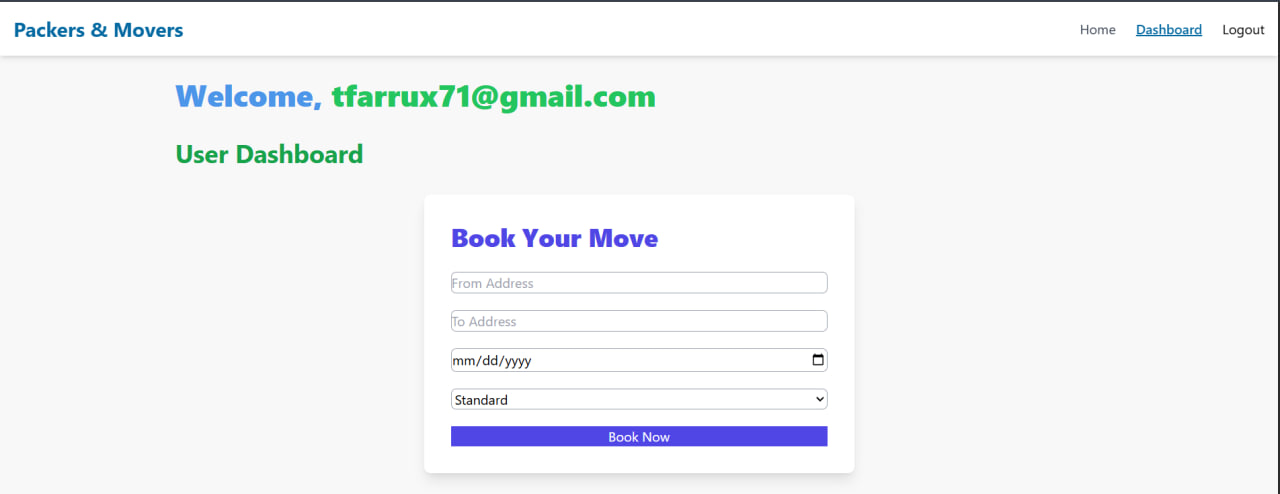 Packers & Movers
Home Dashboard Logout
Welcome, tfarrux71@gmail.com
User Dashboard
Book Your Move
From Address
To Address
mm/dd/yyyy
Standard
Book Now